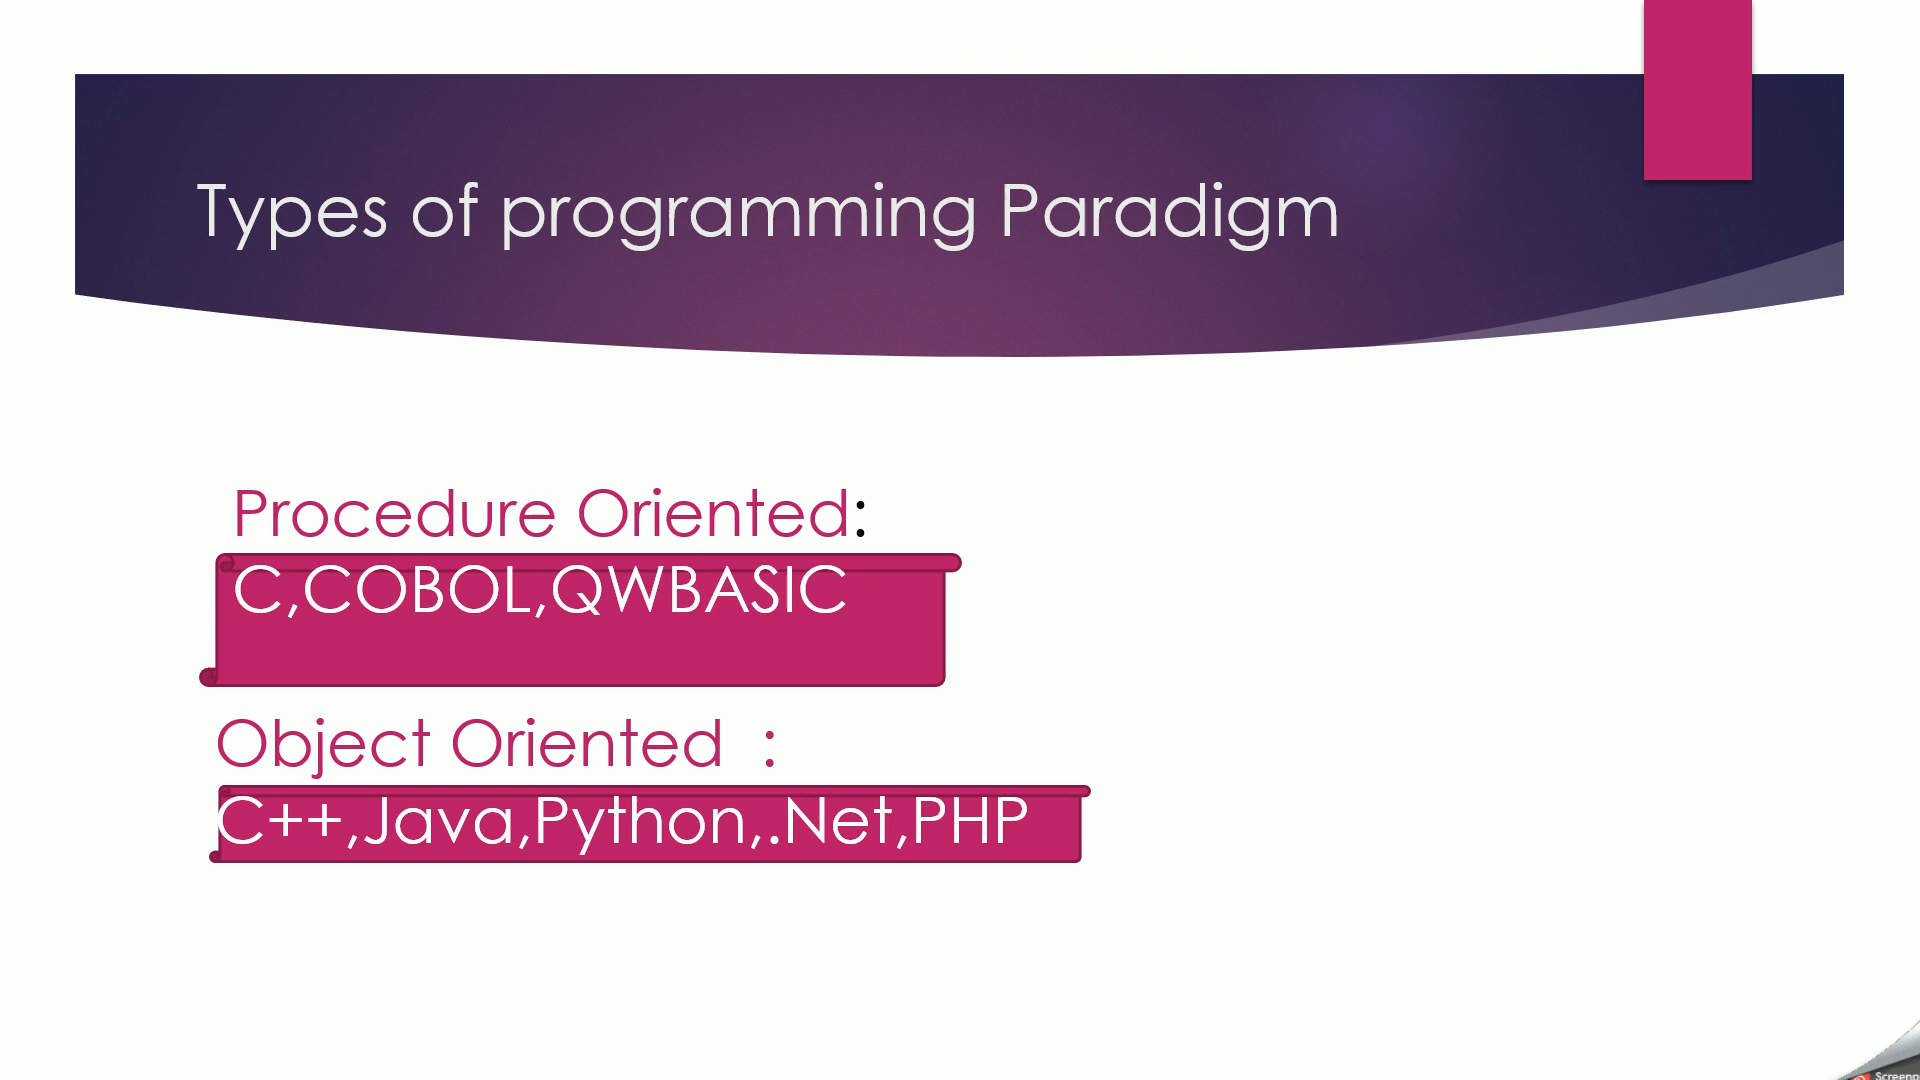 Types of programming Paradigm
Procedure Oriented:
C,COBOL,QWBASIC
Object Oriented  :
C++,Java,Python,.Net,PHP